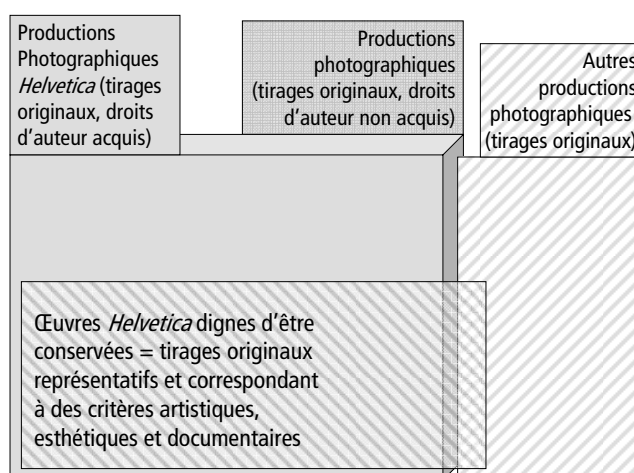 Productions
Photographiques
Helvetica (tirages
originaux, droits
d’auteur acquis)
Productions
photographiques
(tirages originaux, droits
d’auteur non acquis)
Autres
productions
photographiques
(tirages originaux)
Œuvres Helvetica dignes d’être
conservées = tirages originaux
représentatifs et correspondant
à des critères artistiques,
esthétiques et documentaires